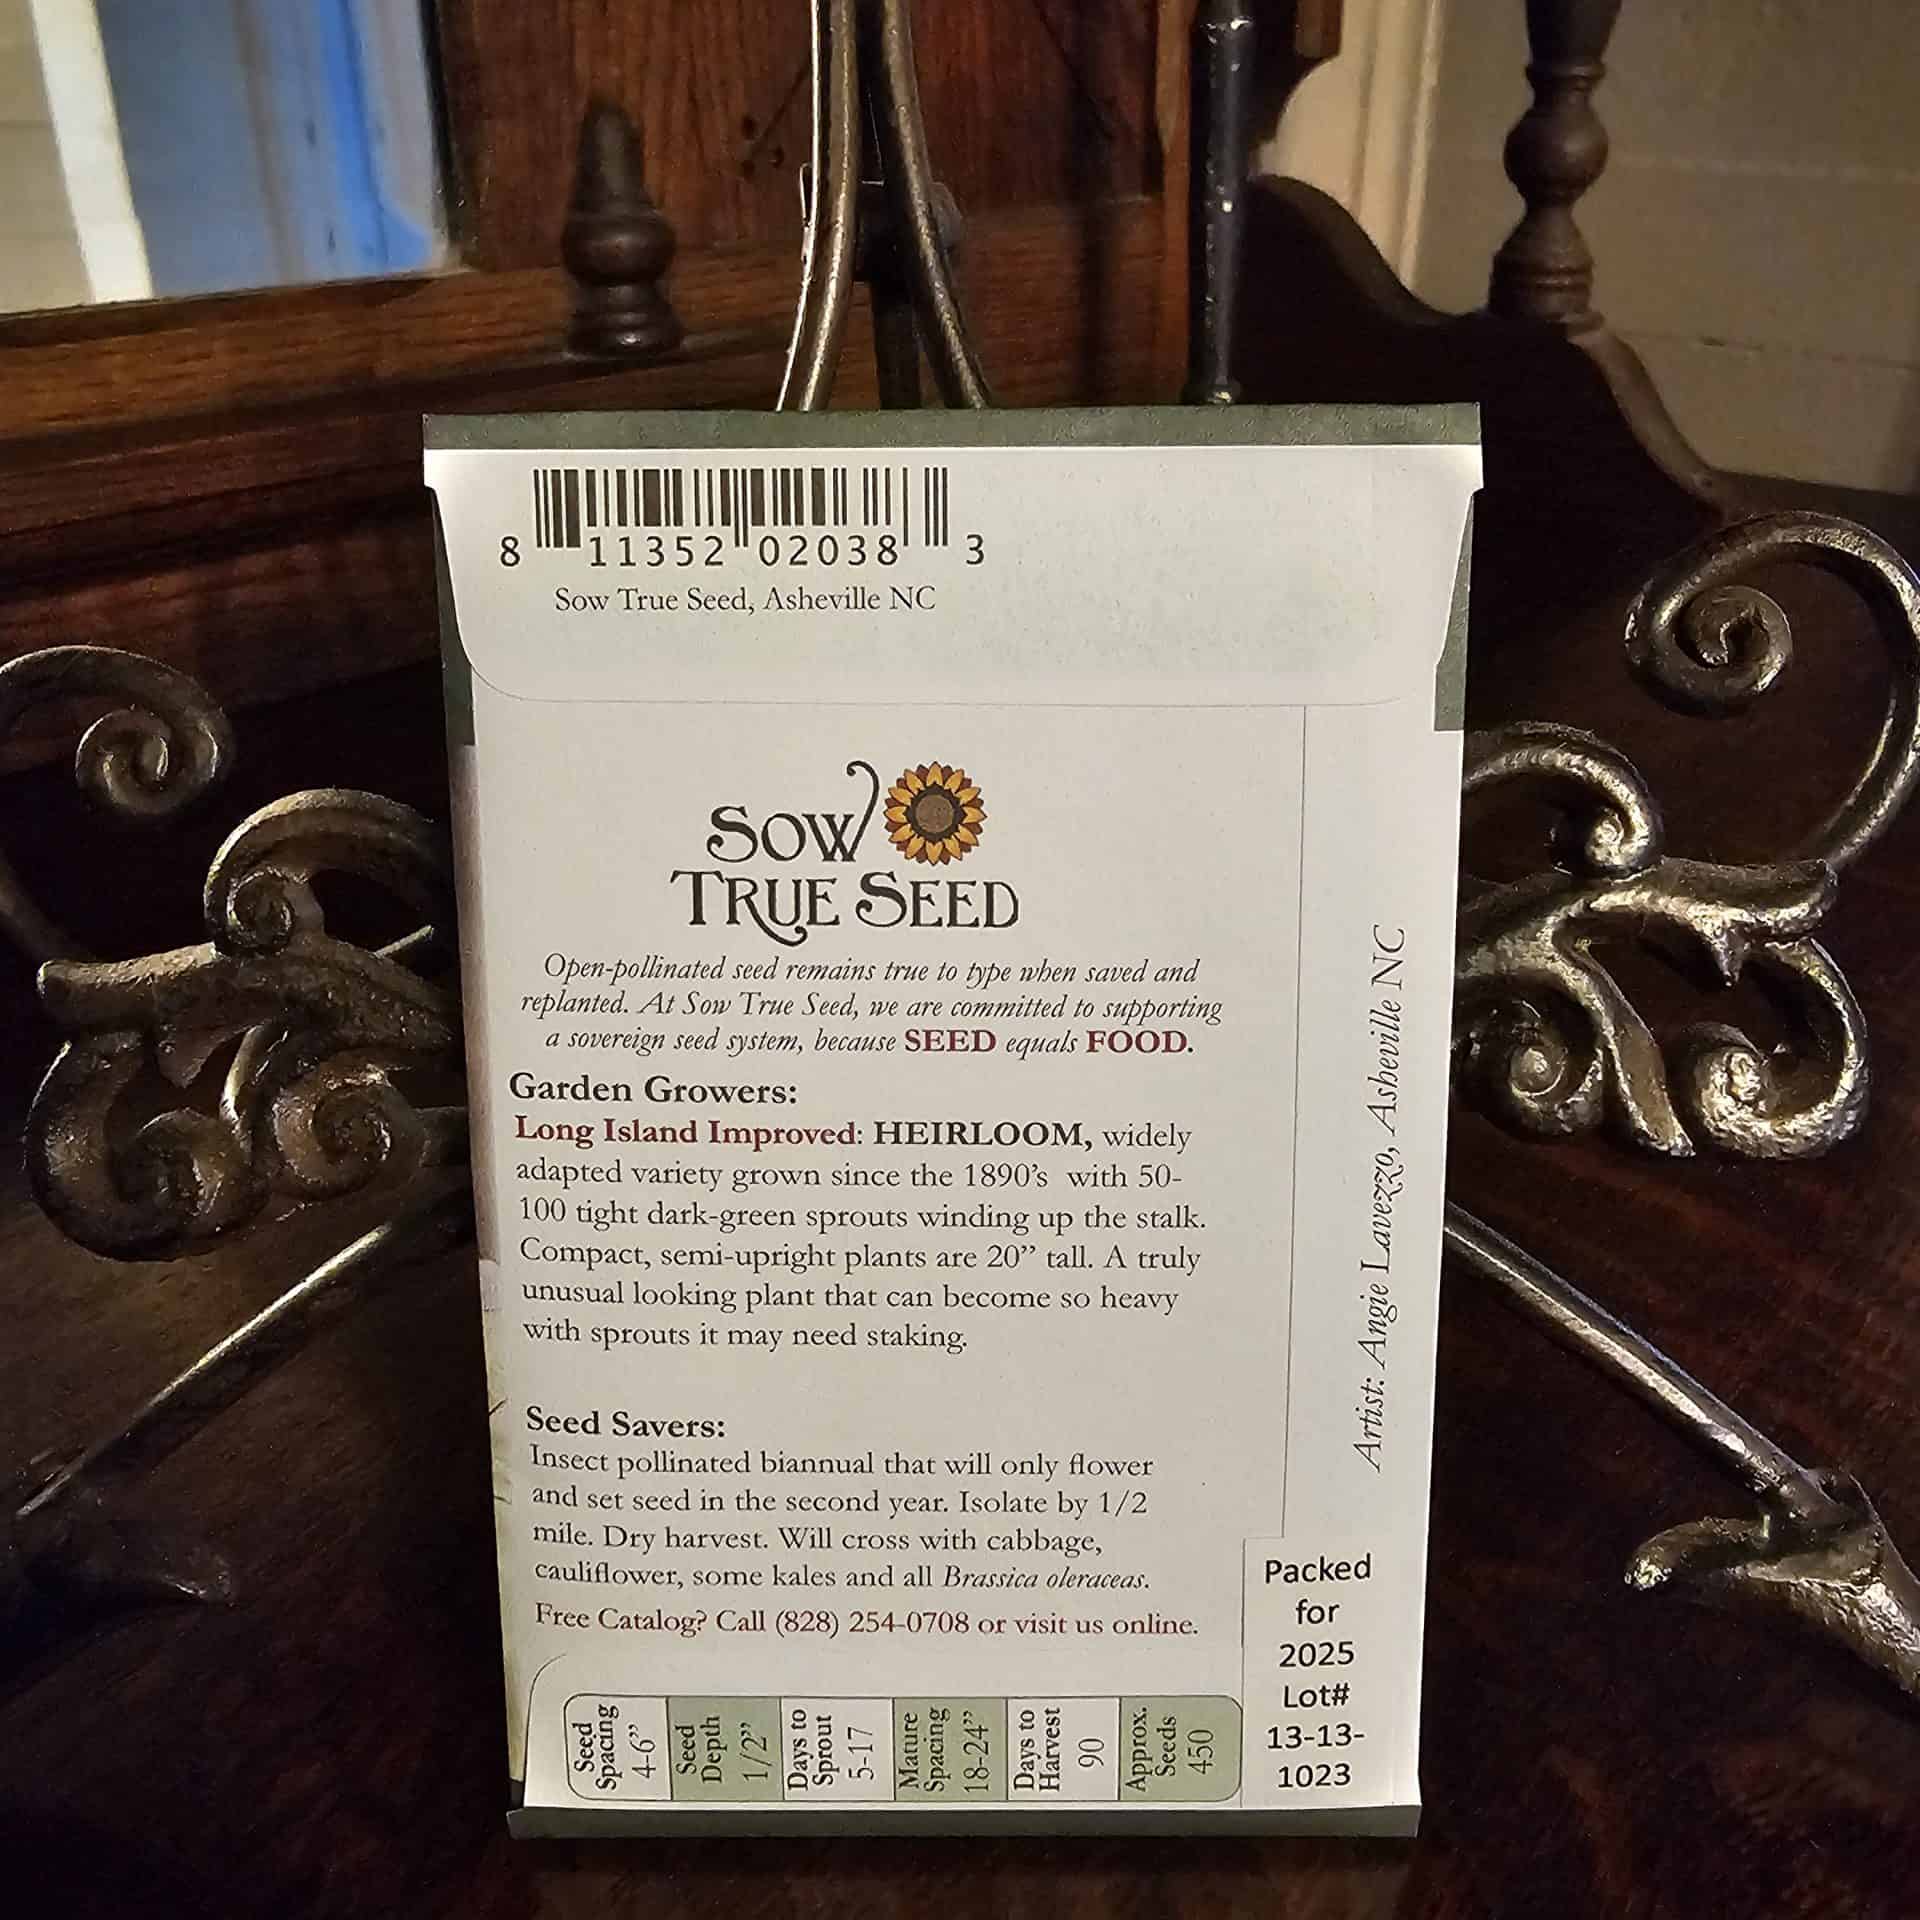 8 11352 02038 3
Sow True Seed, Asheville NC
SOW
TRUE SEED
Open-pollinated seed remains true to type when saved and
replanted. At Sow True Seed, we are committed to supporting
a sovereign seed system, because SEED equals FOOD.
Garden Growers:
Long Island Improved: HEIRLOOM, widely
adapted variety grown since the 1890's with 50-
100 tight dark-green sprouts winding up the stalk.
Compact, semi-upright plants are 20" tall. A truly
unusual looking plant that can become so heavy
with sprouts it may need staking.
Seed Savers:
Insect pollinated biannual that will only flower
and set seed in the second year. Isolate by 1/2
mile. Dry harvest. Will cross with cabbage,
cauliflower, some kales and all Brassica oleraceas.
Free Catalog? Call (828) 254-0708 or visit us online.
Seed
Spacing
4-6"
Seed
Depth
1/2"
Days to
Sprout
5-17
Mature
Spacing
18-24"
Days to
Harvest
90
Approx.
Seeds
450
Artist: Angie Lavezzo, Asheville NC
Packed
for
2025
Lot#
13-13-
1023